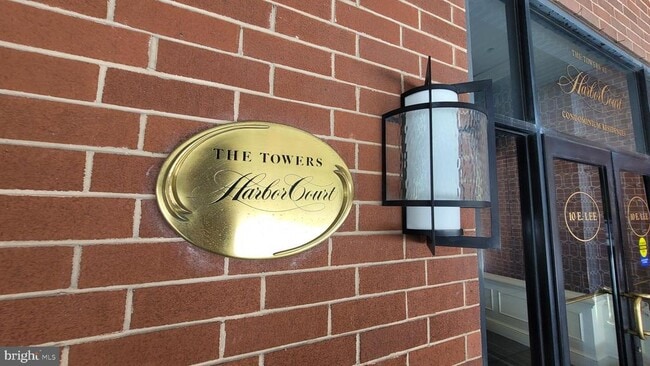 THE TOWERS
HarborCourt
THE TOWERS
HarborCourt
CONDOMINIUM RESIDENCES
10 E. LEE
10 E. LEE
bright MLS